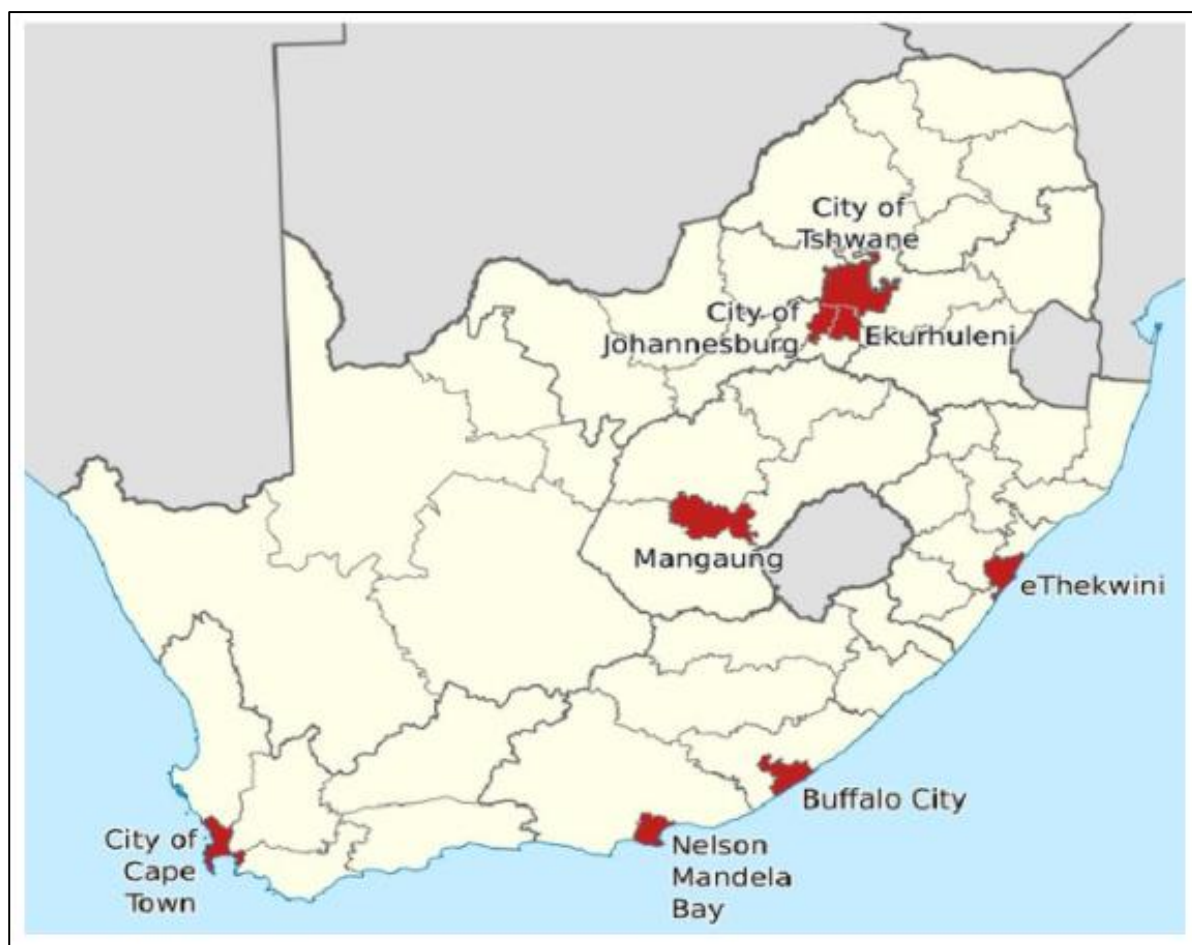 City of
Tshwane
City of
Johannesburg
Ekurhuleni
Mangaung
eThekwini
Buffalo City
City of
Cape
Town
Nelson
Mandela
Bay